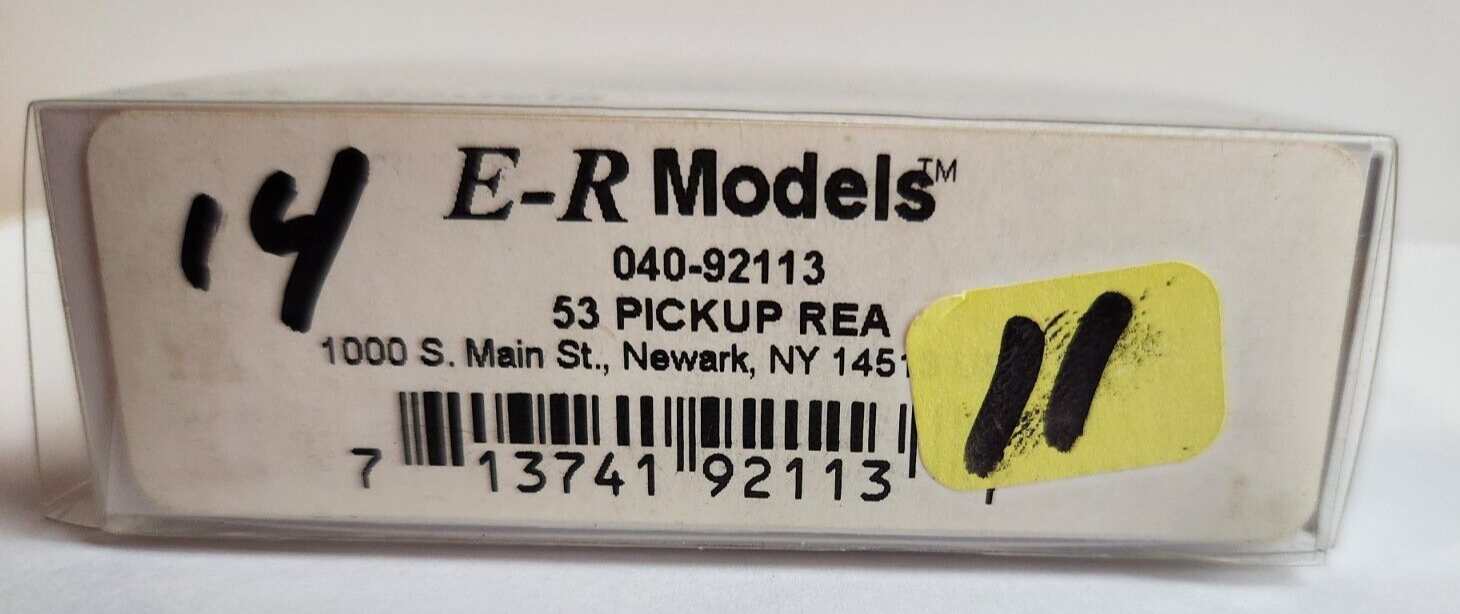 14
E-R Models™
040-92113
53 PICKUP REA
1000 S. Main St., Newark, NY 1451
11
7 13741 92113